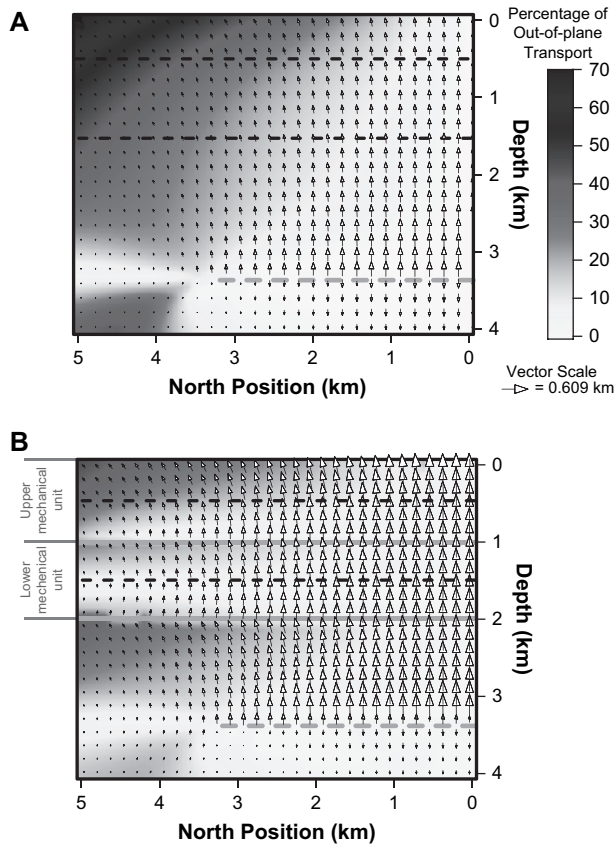 A
Percentage of
Out-of-plane
Transport
0
1
2
3
4
Depth (km)
70
60
50
40
30
20
10
0
5 4 3 2 1 0
North Position (km)
Vector Scale
= 0.609 km
B
Upper
mechanical
unit
Lower
mechenical
unit
0
1
2
3
4
Depth (km)
5 4 3 2 1 0
North Position (km)